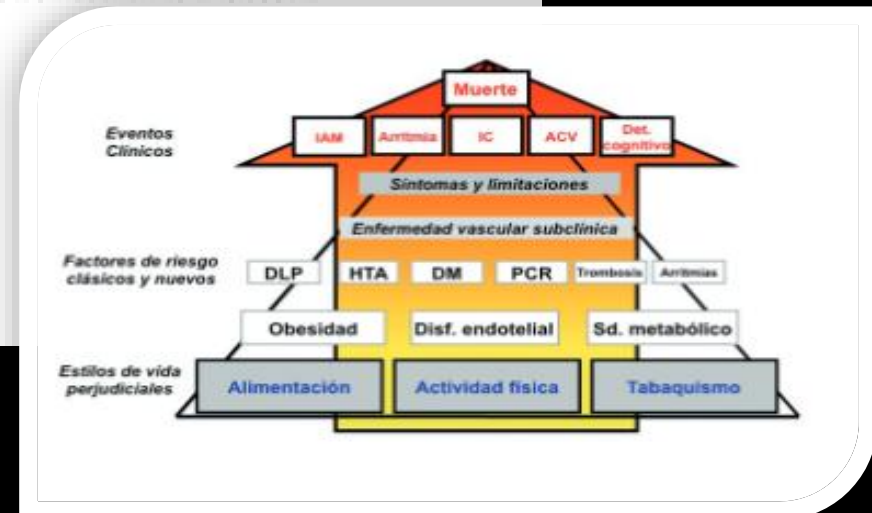 Muerte
Eventos
Clínicos
IAM
Arritmia
IC
ACV
Det.
cognitivo
Síntomas y limitaciones
Enfermedad vascular subclínica
Factores de riesgo
clásicos y nuevos
DLP
HTA
DM
PCR
Trombosis
Arritmias
Obesidad
Disf. endotelial
Sd. metabólico
Estilos de vida
perjudiciales
Alimentación
Actividad física
Tabaquismo